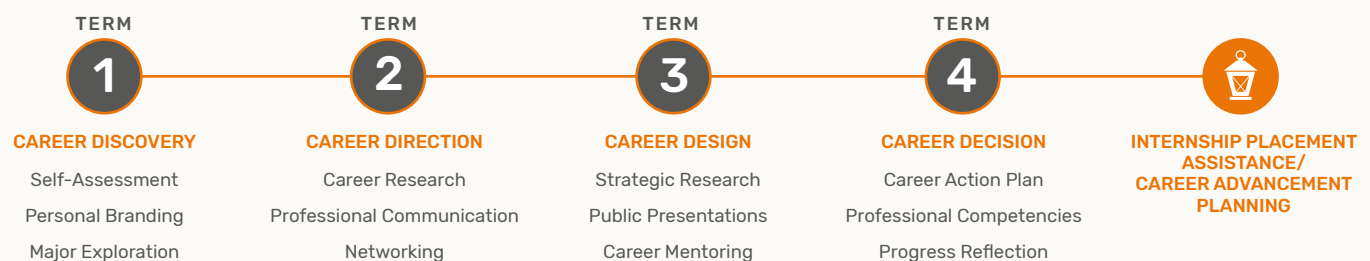 TERM
1
CAREER DISCOVERY
Self-Assessment
Personal Branding
Major Exploration
TERM
2
CAREER DIRECTION
Career Research
Professional Communication
Networking
TERM
3
CAREER DESIGN
Strategic Research
Public Presentations
Career Mentoring
TERM
4
CAREER DECISION
Career Action Plan
Professional Competencies
Progress Reflection
INTERNSHIP PLACEMENT
ASSISTANCE/
CAREER ADVANCEMENT
PLANNING